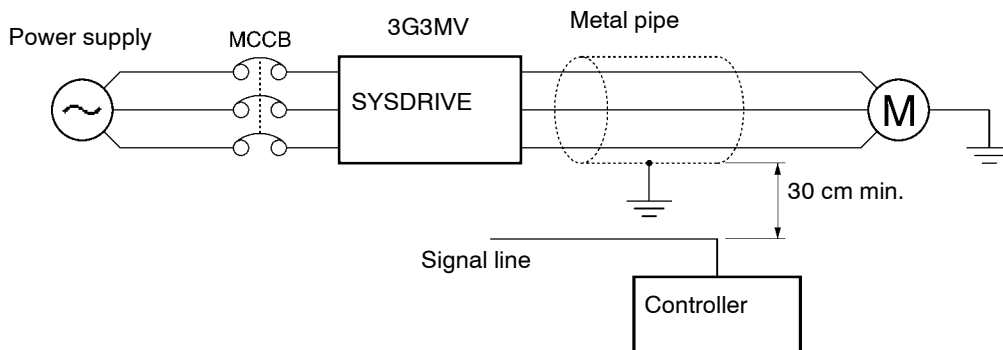 Power supply
MCCB
3G3MV
Metal pipe
SYSDRIVE
M
30 cm min.
Signal line
Controller